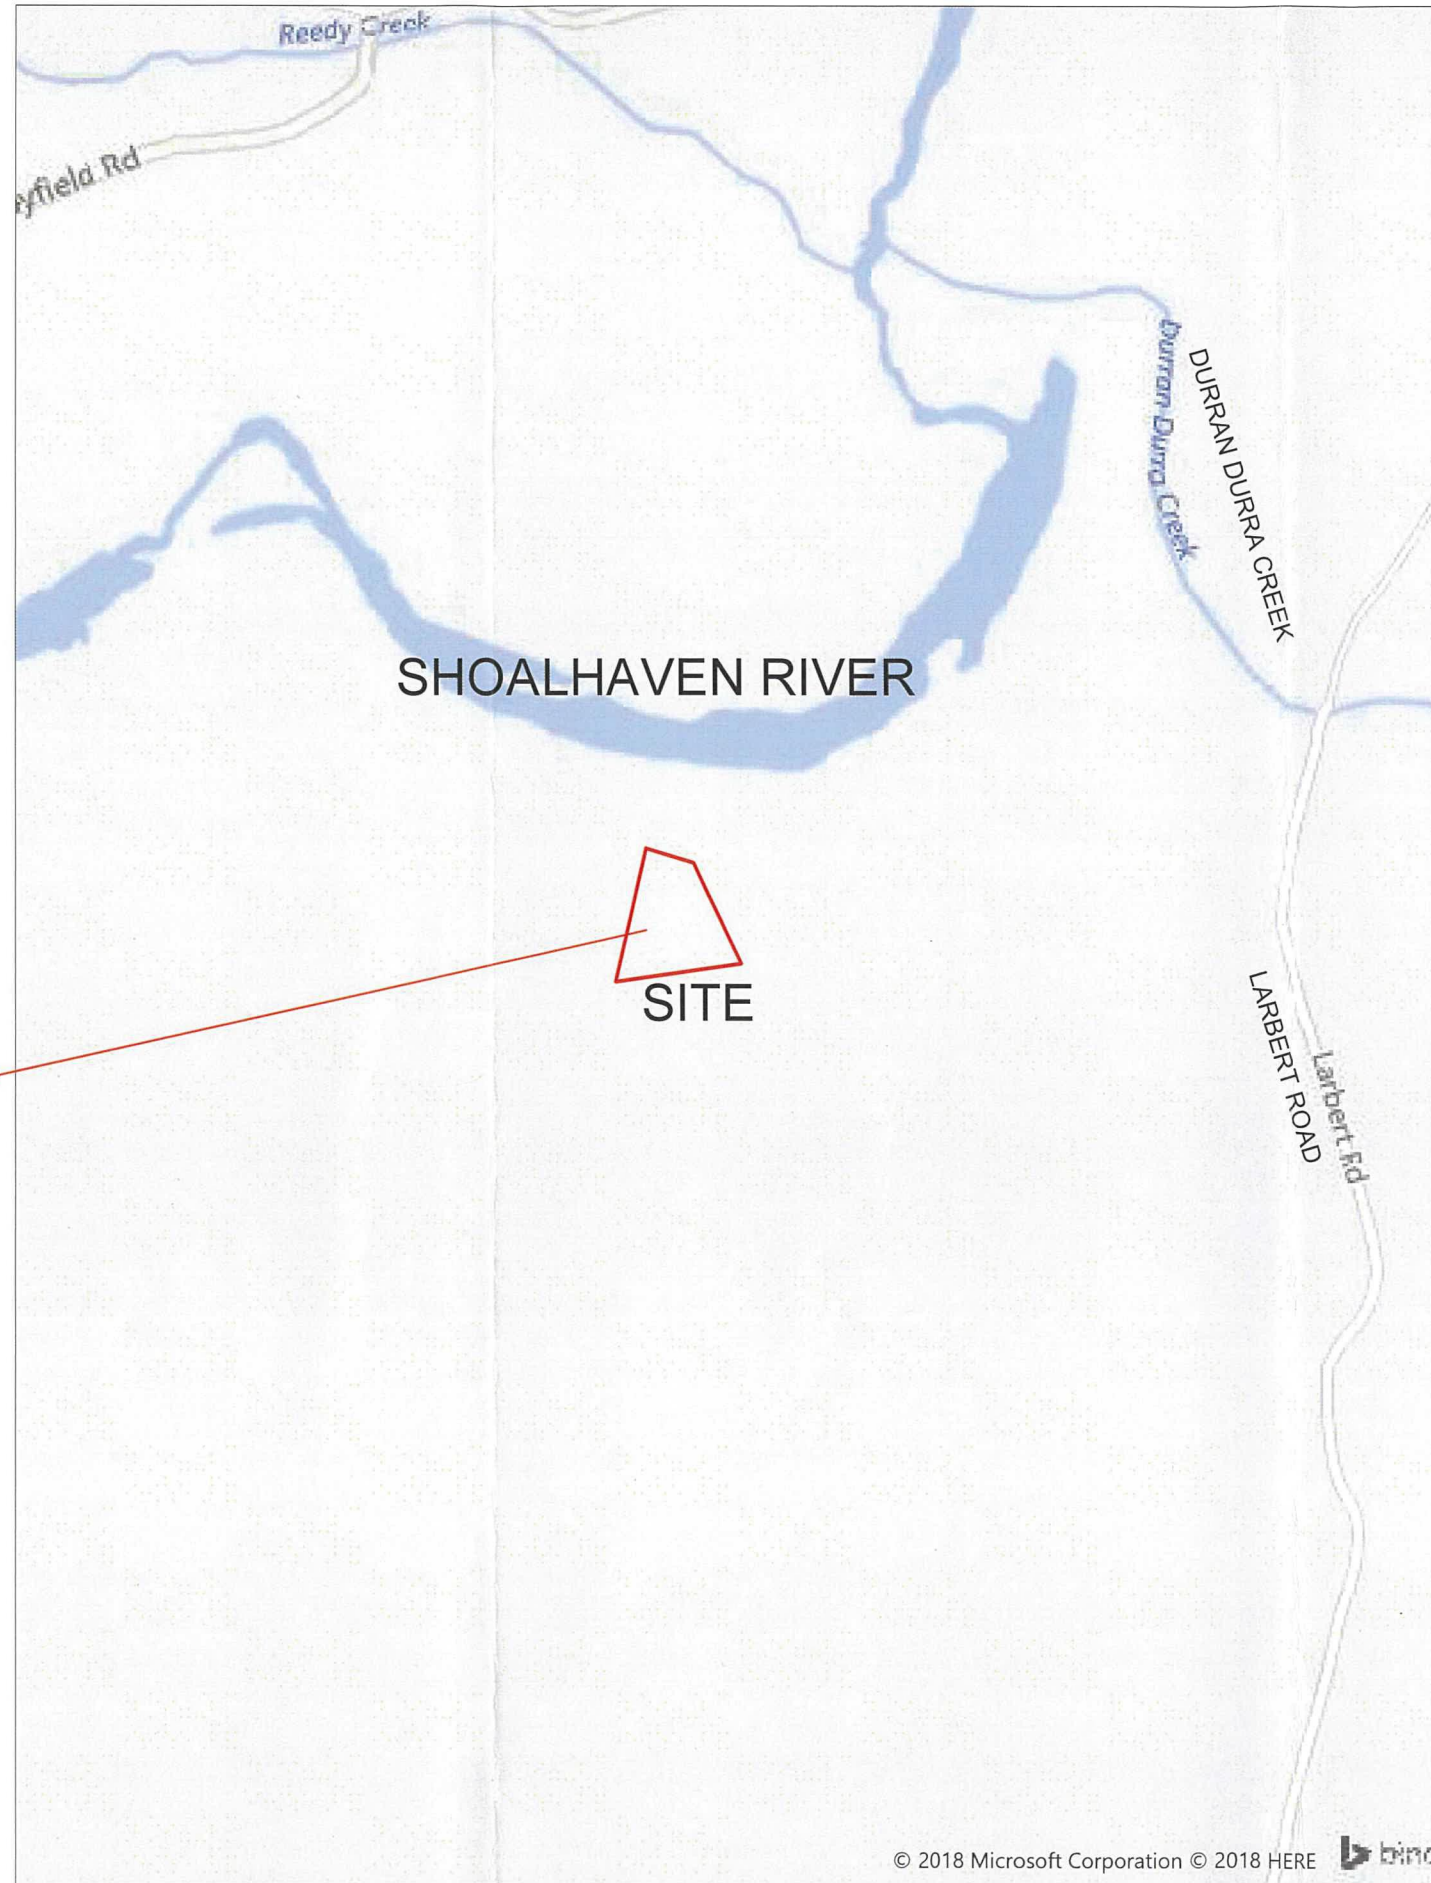 Reedy Creek
yfield Rd
Durran Durra Creek
DURRAN DURRA CREEK
SHOALHAVEN RIVER
SITE
LARBERT ROAD
Larbert Rd
© 2018 Microsoft Corporation © 2018 HERE
bing